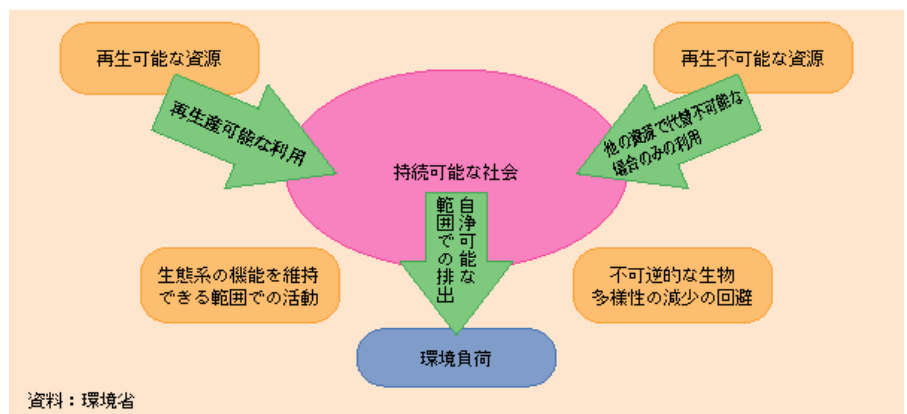 再生可能な資源
再生不可能な資源
再生産可能な利用
他の資源で代替不可能な
場合のみの利用
持続可能な社会
自浄可能な
範囲での排出
生態系の機能を維持
できる範囲での活動
不可逆的な生物
多様性の減少の回避
環境負荷
資料：環境省